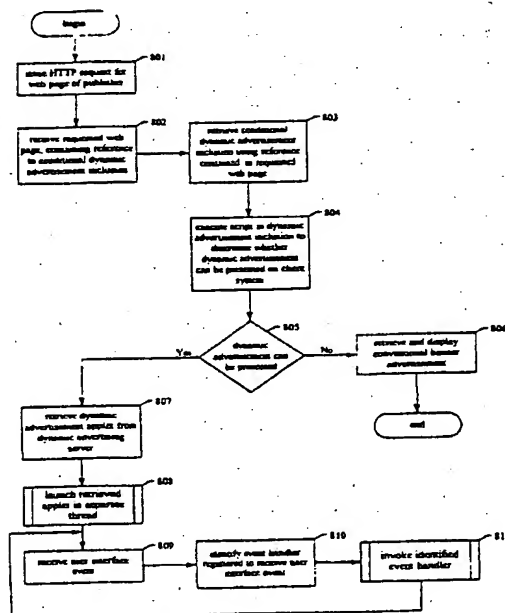 begin
801
issue HTTP request for
web page of publisher
802
receive requested web
page, containing reference
to conditional dynamic
advertisement inclusion
803
retrieve conditional
dynamic advertisement
inclusion using reference
contained in requested
web page
804
execute script in dynamic
advertisement inclusion to
determine whether
dynamic advertisement
can be presented on client
system
805
dynamic
advertisement can
be presented
Yes
No
806
retrieve and display
conventional banner
advertisement
end
807
retrieve dynamic
advertisement applet from
dynamic advertising
server
808
launch retrieved
applet in separate
thread
809
receive user interface
event
810
identify event handler
registered to receive user
interface event
invoke identified
event handler